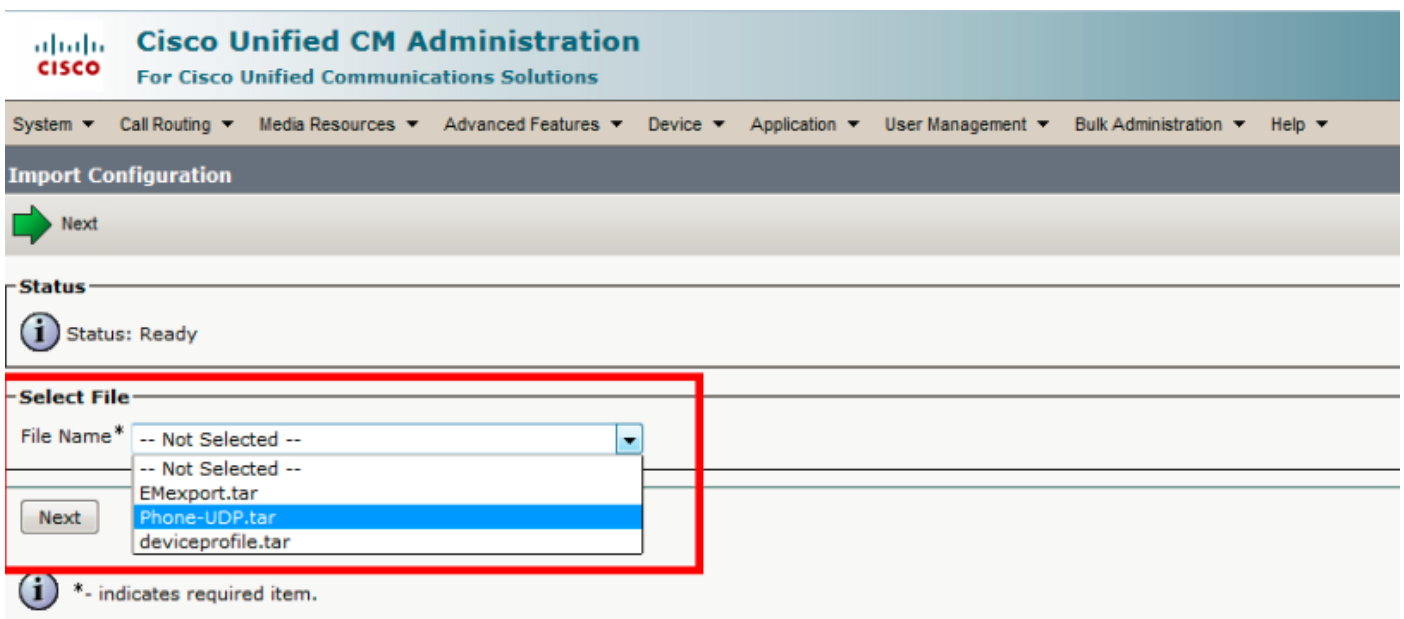 CISCO
Cisco Unified CM Administration
For Cisco Unified Communications Solutions
System Call Routing Media Resources Advanced Features Device Application User Management Bulk Administration Help
Import Configuration
Next
Status
Status: Ready
Select File
File Name* -- Not Selected --
-- Not Selected --
EMexport.tar
Phone-UDP.tar
deviceprofile.tar
Next
*- indicates required item.